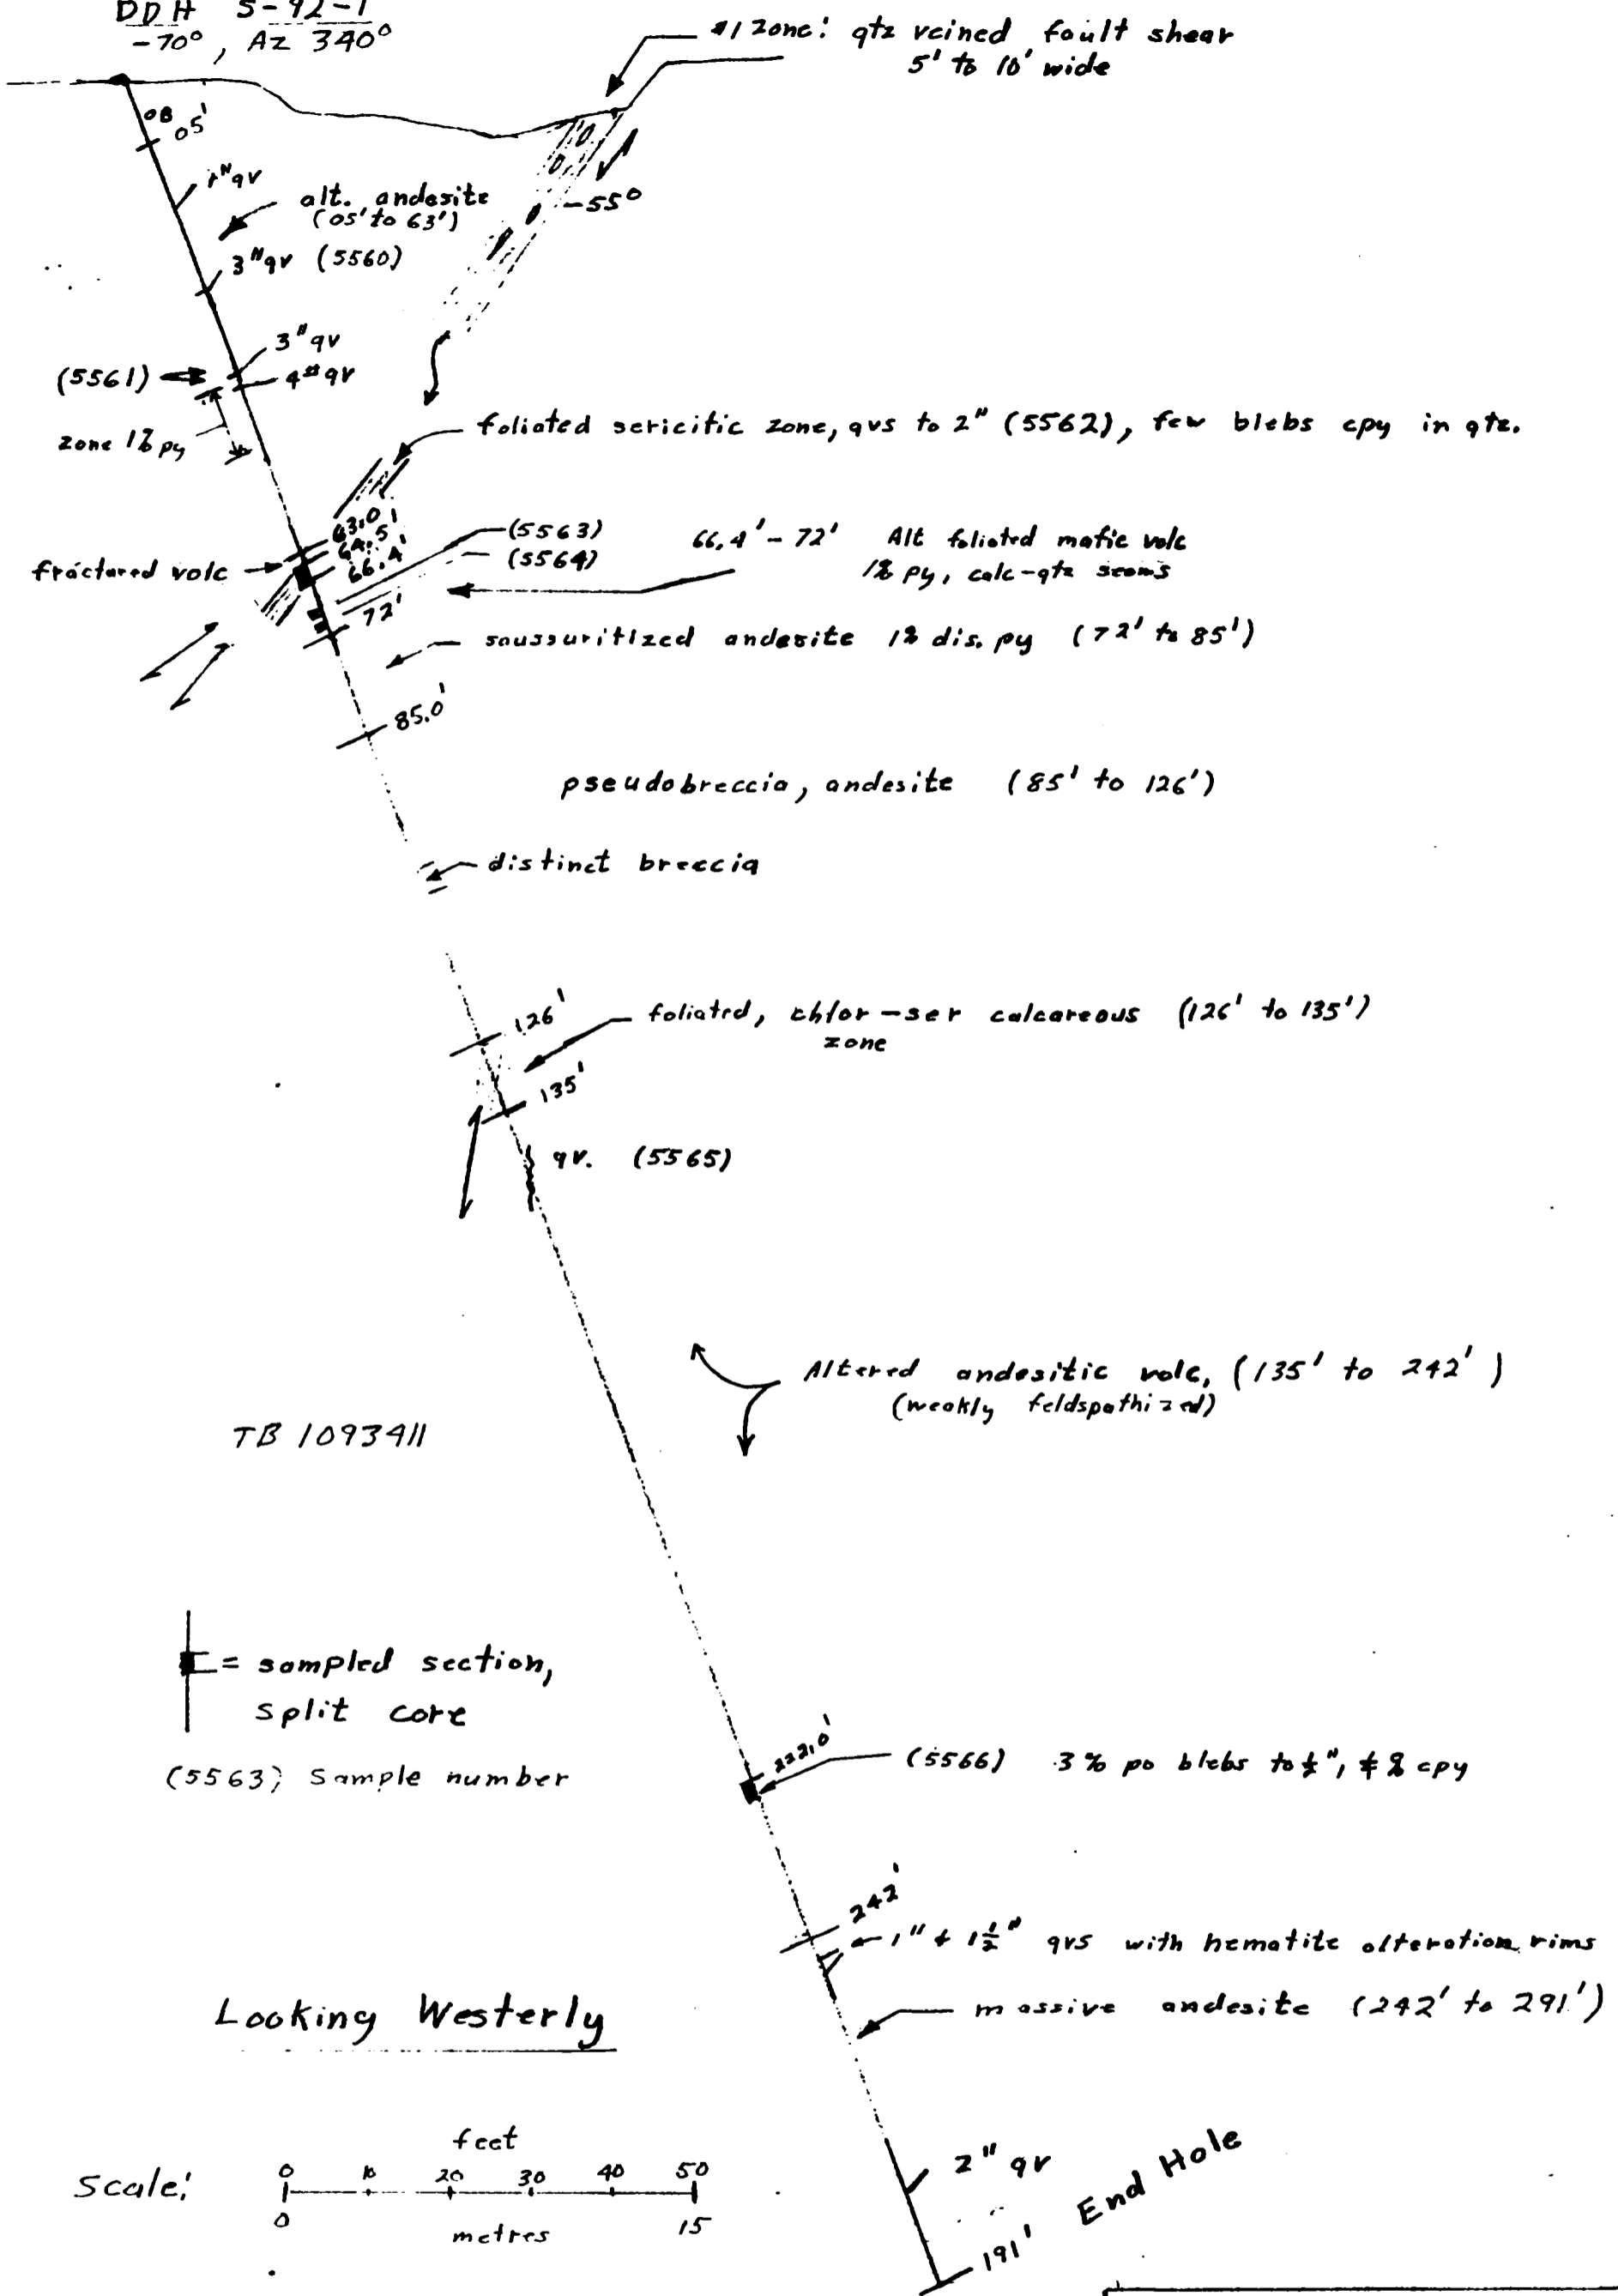 DDH S-92-1
-70°, AZ 340°
#1 zone: qtz veined fault shear
5' to 10' wide
OB
05'
1" qv
alt. andesite
(05' to 63')
-55°
3" qv (5560)
3" qv
(5561)
4" qv
zone 1% py
foliated sericitic zone, qvs to 2" (5562), few blebs cpy in qtz.
63.0'
64.5'
66.4'
(5563)
(5564)
66.4' - 72' Alt foliated mafic volc
1% py, calc-qtz seams
fractured volc
72'
saussuritized andesite 1% dis. py (72' to 85')
85.0'
pseudobreccia, andesite (85' to 126')
distinct breccia
126'
foliated, chlor-ser calcareous (126' to 135')
zone
135'
qv. (5565)
Altered andesitic volc, (135' to 242')
(weakly feldspathized)
TB 1093411
= sampled section,
split core
(5563) Sample number
222.0'
(5566) 3% po blebs to
cpy
242'
1" + 1½" qvs with hematite alteration rims
massive andesite (242' to 291')
Looking Westerly
feet
Scale:
0 10 20 30 40 50
0 15
metres
2" qv
191' End Hole